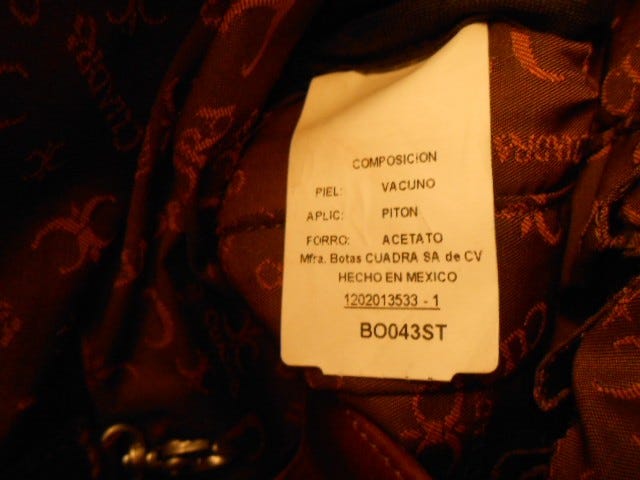 COMPOSICION
PIEL: VACUNO
APLIC: PITON
FORRO: ACETATO
Mfra. Botas CUADRA SA de CV
HECHO EN MEXICO
1202013533 - 1
BO043ST
CUADRA